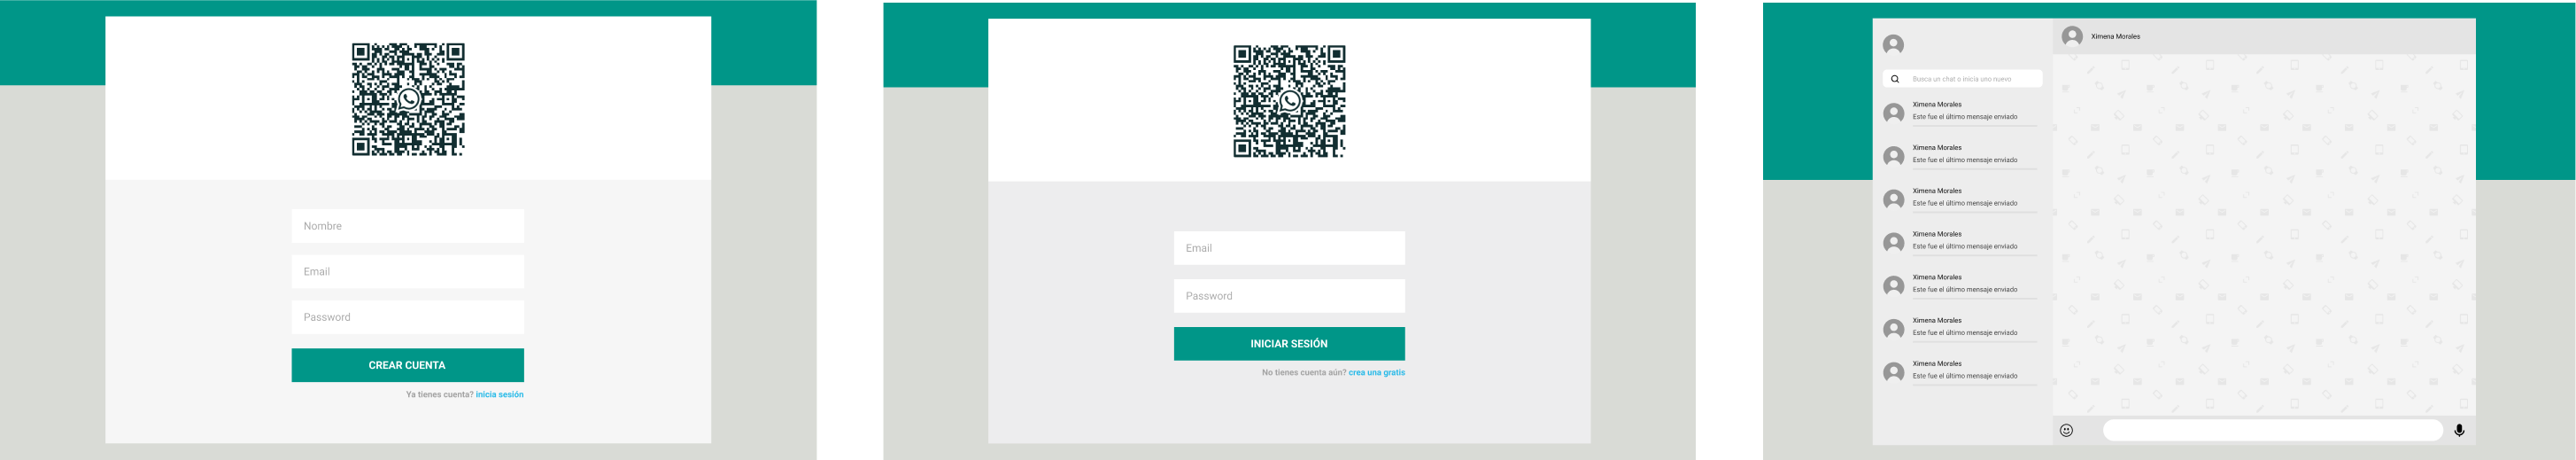 Nombre
Email
Password
CREAR CUENTA
Ya tienes cuenta? inicia sesión
Email
Password
INICIAR SESIÓN
No tienes cuenta aún? crea una gratis
Busca un chat o inicia uno nuevo
Ximena Morales
Este fue el último mensaje enviado
Ximena Morales
Este fue el último mensaje enviado
Ximena Morales
Este fue el último mensaje enviado
Ximena Morales
Este fue el último mensaje enviado
Ximena Morales
Este fue el último mensaje enviado
Ximena Morales
Este fue el último mensaje enviado
Ximena Morales
Este fue el último mensaje enviado
Ximena Morales